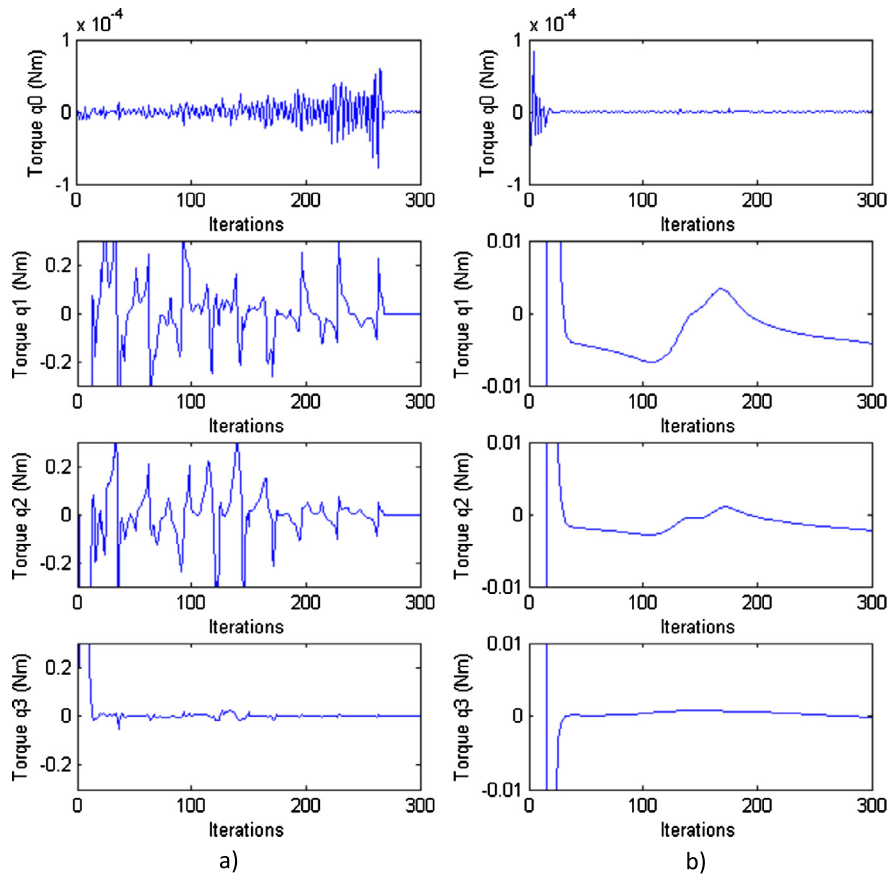 x 10^-4 x 10^-4
1 1
Torque q0 (Nm) 0 Torque q0 (Nm) 0
-1 -1
0 100 200 300 0 100 200 300
Iterations Iterations
0.2 0.01
Torque q1 (Nm) 0 Torque q1 (Nm) 0
-0.2 -0.01
0 100 200 300 0 100 200 300
Iterations Iterations
0.2 0.01
Torque q2 (Nm) 0 Torque q2 (Nm) 0
-0.2 -0.01
0 100 200 300 0 100 200 300
Iterations Iterations
0.2 0.01
Torque q3 (Nm) 0 Torque q3 (Nm) 0
-0.2 -0.01
0 100 200 300 0 100 200 300
Iterations Iterations
a) b)